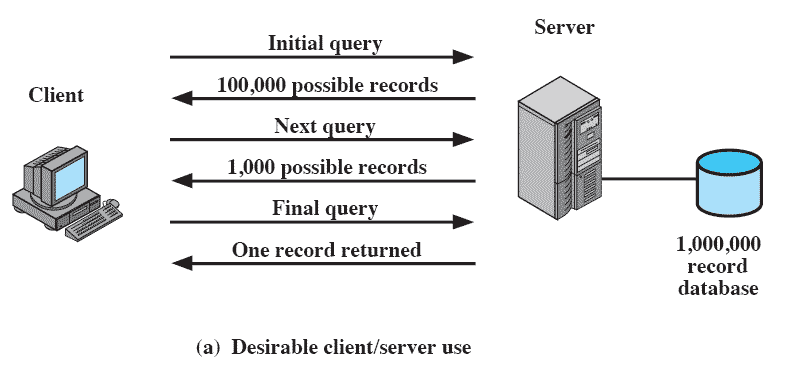 Server
Initial query
Client
100,000 possible records
Next query
1,000 possible records
Final query
One record returned
1,000,000
record
database
(a) Desirable client/server use